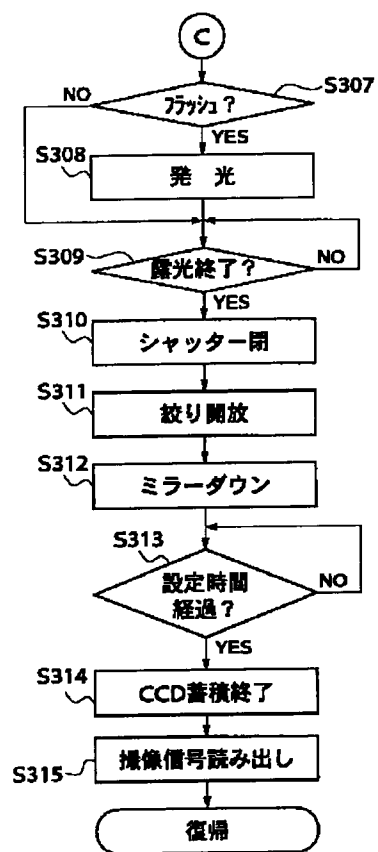 C
S307
NO
フラッシュ?
YES
S308
発 光
S309
露光終了?
NO
YES
S310
シャッター閉
S311
絞り開放
S312
ミラーダウン
S313
設定時間
経過?
NO
YES
S314
CCD蓄積終了
S315
撮像信号読み出し
復帰